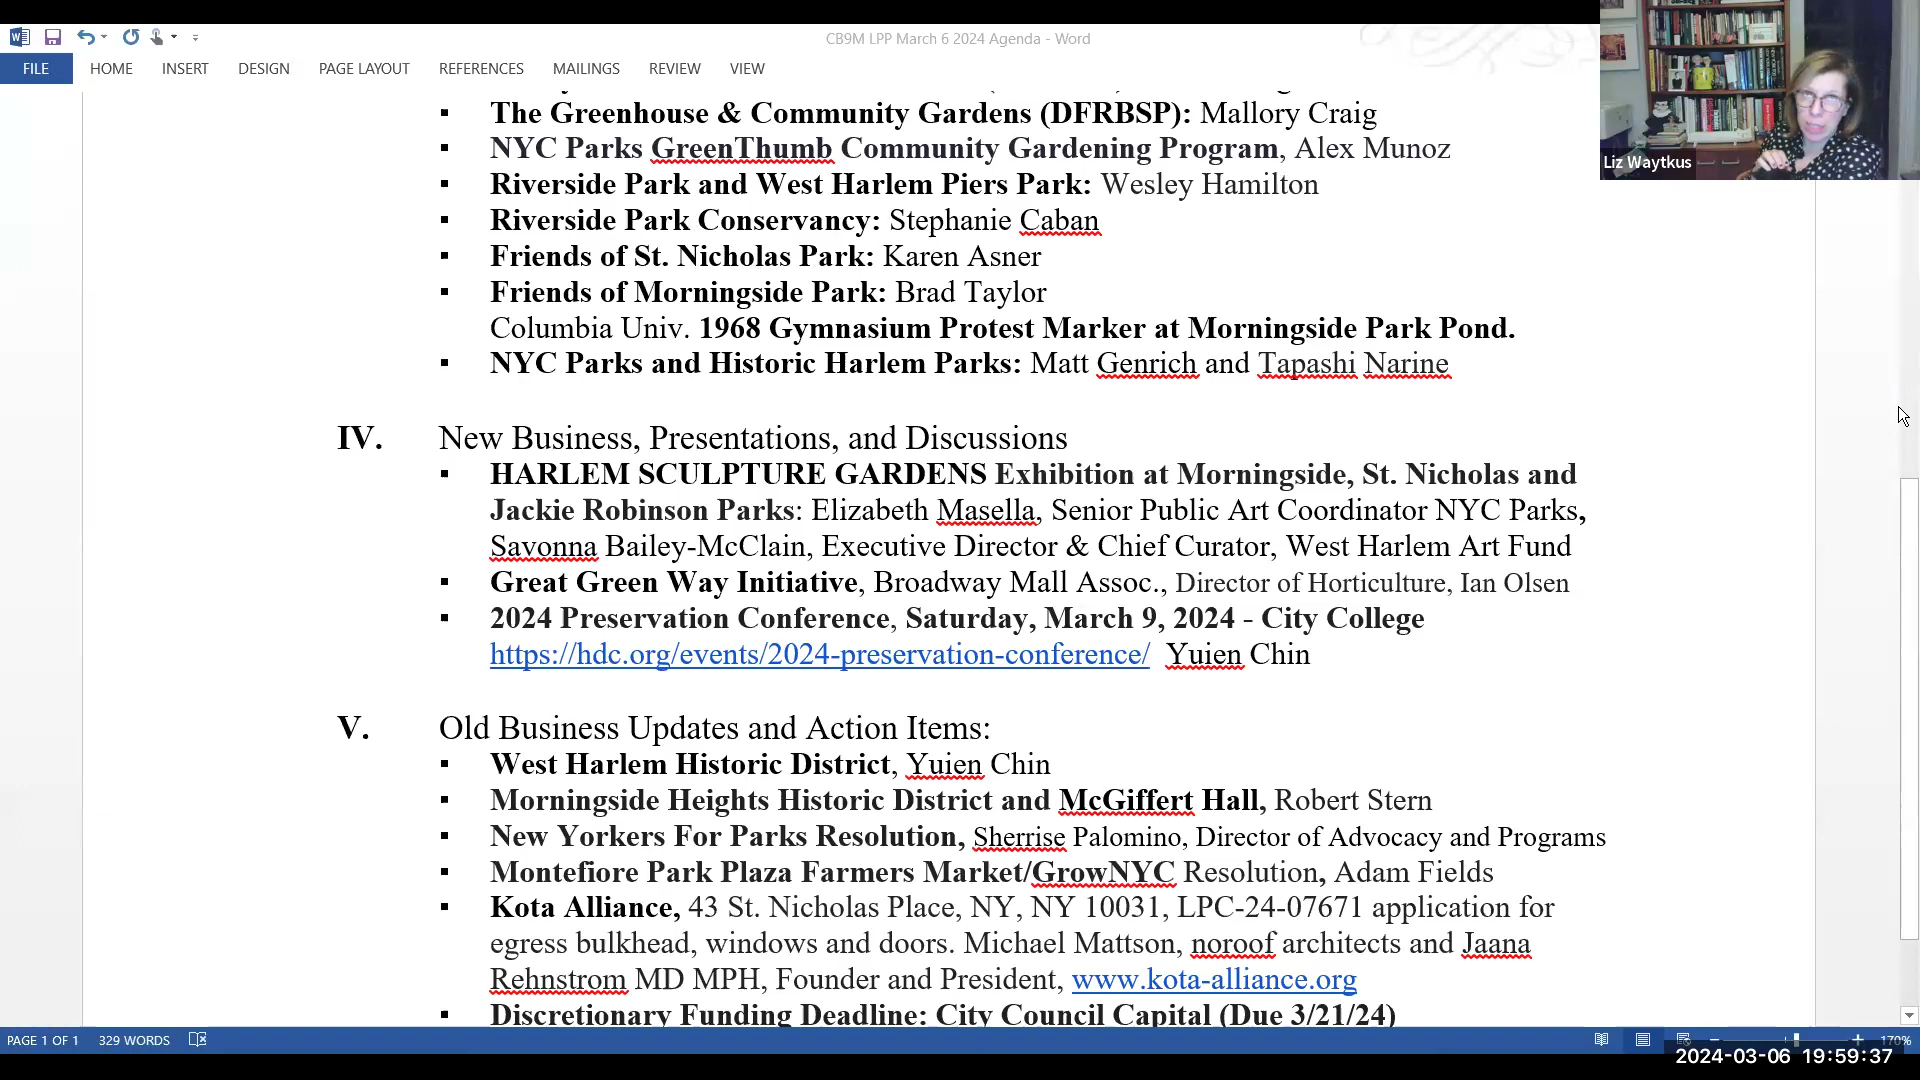 CB9M LPP March 6 2024 Agenda - Word
FILE HOME INSERT DESIGN PAGE LAYOUT REFERENCES MAILINGS REVIEW VIEW
▪ The Greenhouse & Community Gardens (DFRBSP): Mallory Craig
▪ NYC Parks GreenThumb Community Gardening Program, Alex Munoz
▪ Riverside Park and West Harlem Piers Park: Wesley Hamilton
▪ Riverside Park Conservancy: Stephanie Caban
▪ Friends of St. Nicholas Park: Karen Asner
▪ Friends of Morningside Park: Brad Taylor
Columbia Univ. 1968 Gymnasium Protest Marker at Morningside Park Pond.
▪ NYC Parks and Historic Harlem Parks: Matt Genrich and Tapashi Narine
IV. New Business, Presentations, and Discussions
▪ HARLEM SCULPTURE GARDENS Exhibition at Morningside, St. Nicholas and
Jackie Robinson Parks: Elizabeth Masella, Senior Public Art Coordinator NYC Parks,
Savonna Bailey-McClain, Executive Director & Chief Curator, West Harlem Art Fund
▪ Great Green Way Initiative, Broadway Mall Assoc., Director of Horticulture, Ian Olsen
▪ 2024 Preservation Conference, Saturday, March 9, 2024 - City College
https://hdc.org/events/2024-preservation-conference/ Yuien Chin
V. Old Business Updates and Action Items:
▪ West Harlem Historic District, Yuien Chin
▪ Morningside Heights Historic District and McGiffert Hall, Robert Stern
▪ New Yorkers For Parks Resolution, Sherrise Palomino, Director of Advocacy and Programs
▪ Montefiore Park Plaza Farmers Market/GrowNYC Resolution, Adam Fields
▪ Kota Alliance, 43 St. Nicholas Place, NY, NY 10031, LPC-24-07671 application for
egress bulkhead, windows and doors. Michael Mattson, noroof architects and Jaana
Rehnstrom MD MPH, Founder and President, www.kota-alliance.org
▪ Discretionary Funding Deadline: City Council Capital (Due 3/21/24)
Liz Waytkus
PAGE 1 OF 1 329 WORDS 170%
2024-03-06 19:59:37